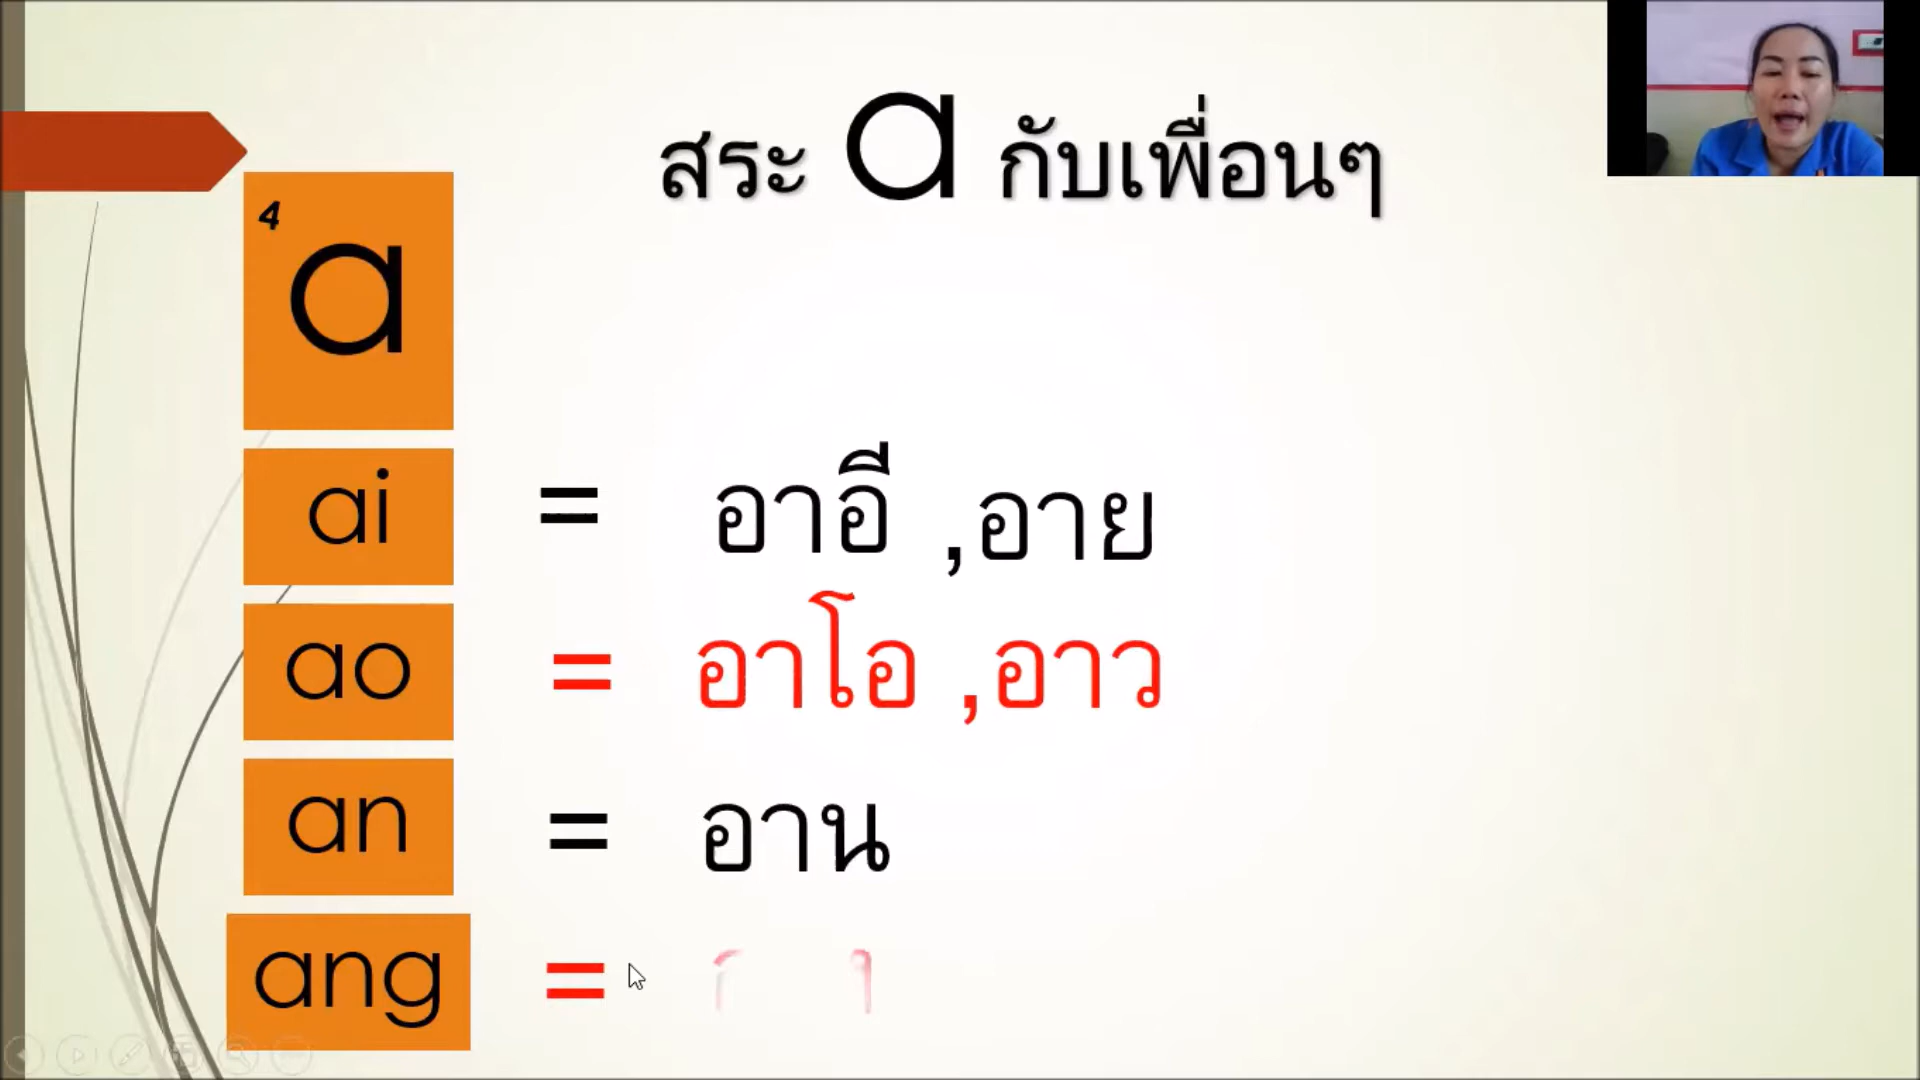 สระ a กับเพื่อนๆ
4
a
ai = อาอี ,อาย
ao = อาโอ ,อาว
an = อาน
ang =